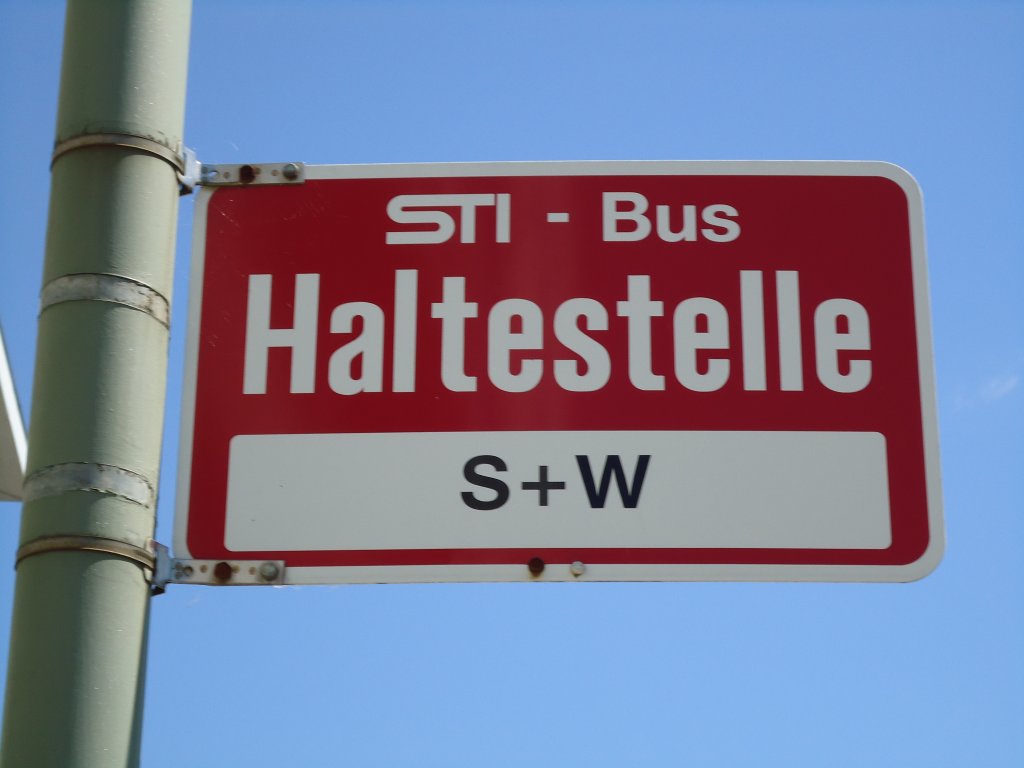 STI - Bus
Haltestelle
S+W